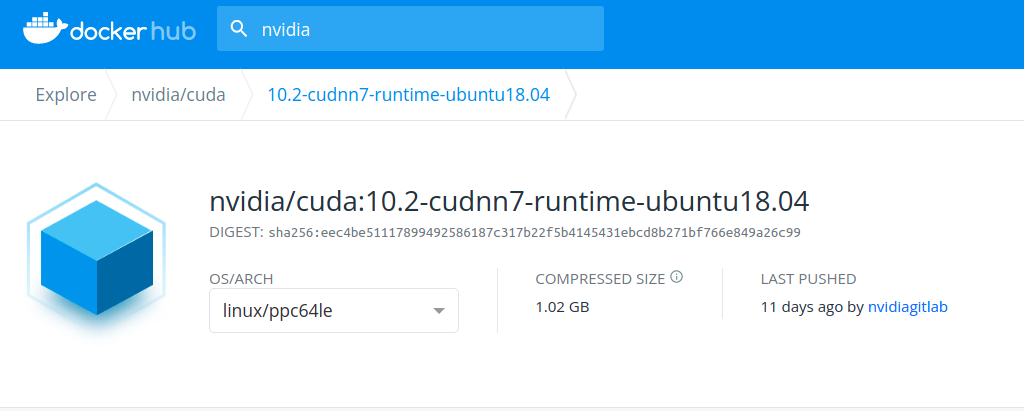 docker hub
nvidia
Explore nvidia/cuda 10.2-cudnn7-runtime-ubuntu18.04
nvidia/cuda:10.2-cudnn7-runtime-ubuntu18.04
DIGEST: sha256:eec4be51117899492586187c317b22f5b4145431ebcd8b271bf766e849a26c99
OS/ARCH
linux/ppc64le
COMPRESSED SIZE
1.02 GB
LAST PUSHED
11 days ago by nvidiagitlab